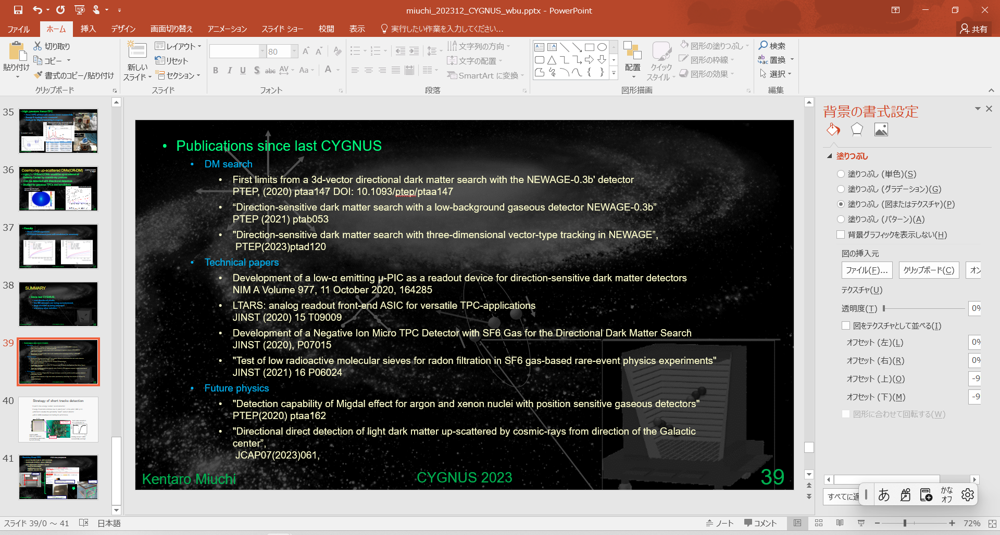 miuchi_202312_CYGNUS_wbu.pptx - PowerPoint
ファイル ホーム 挿入 デザイン 画面切り替え アニメーション スライド ショー 校閲 表示 実行したい作業を入力してください... 共有
貼り付け 切り取り コピー 書式のコピー/貼り付け クリップボード
新しい スライド レイアウト リセット セクション スライド
80 フォント
文字列の方向 文字の配置 SmartArt に変換 段落
配置 クイック スタイル 図形の塗りつぶし 図形の枠線 図形の効果 図形描画
検索 置換 選択 編集
35
• High pressure XenonTPC
36
Cosmic-ray up-scattered DMs(CR-DM)
37
• Results
38
SUMMARY
• Since last CYGNUS,
39
40
Strategy of short tracks detection
41
• Publications since last CYGNUS
• DM search
• First limits from a 3d-vector directional dark matter search with the NEWAGE-0.3b' detector
PTEP, (2020) ptaa147 DOI: 10.1093/ptep/ptaa147
• “Direction-sensitive dark matter search with a low-background gaseous detector NEWAGE-0.3b”
PTEP (2021) ptab053
• "Direction-sensitive dark matter search with three-dimensional vector-type tracking in NEWAGE”,
PTEP(2023)ptad120
• Technical papers
• Development of a low-α emitting μ-PIC as a readout device for direction-sensitive dark matter detectors
NIM A Volume 977, 11 October 2020, 164285
• LTARS: analog readout front-end ASIC for versatile TPC-applications
JINST (2020) 15 T09009
• Development of a Negative Ion Micro TPC Detector with SF6 Gas for the Directional Dark Matter Search
JINST (2020), P07015
• "Test of low radioactive molecular sieves for radon filtration in SF6 gas-based rare-event physics experiments"
JINST (2021) 16 P06024
• Future physics
• "Detection capability of Migdal effect for argon and xenon nuclei with position sensitive gaseous detectors"
PTEP(2020) ptaa162
• "Directional direct detection of light dark matter up-scattered by cosmic-rays from direction of the Galactic
center”,
JCAP07(2023)061,
Kentaro Miuchi CYGNUS 2023 39
背景の書式設定
塗りつぶし
塗りつぶし (単色)(S)
塗りつぶし (グラデーション)(G)
塗りつぶし (図またはテクスチャ)(P)
塗りつぶし (パターン)(A)
背景グラフィックを表示しない(H)
図の挿入元
ファイル(F)... クリップボード(C) オン
テクスチャ(U)
透明度(T) 0%
図をテクスチャとして並べる(I)
オフセット (左)(L) 0%
オフセット (右)(R) 0%
オフセット (上)(O) -9
オフセット (下)(M) -9
図形に合わせて回転する(W)
すべてに適
あ かな オフ
スライド 39/0 ～ 41 日本語 ノート コメント 72%